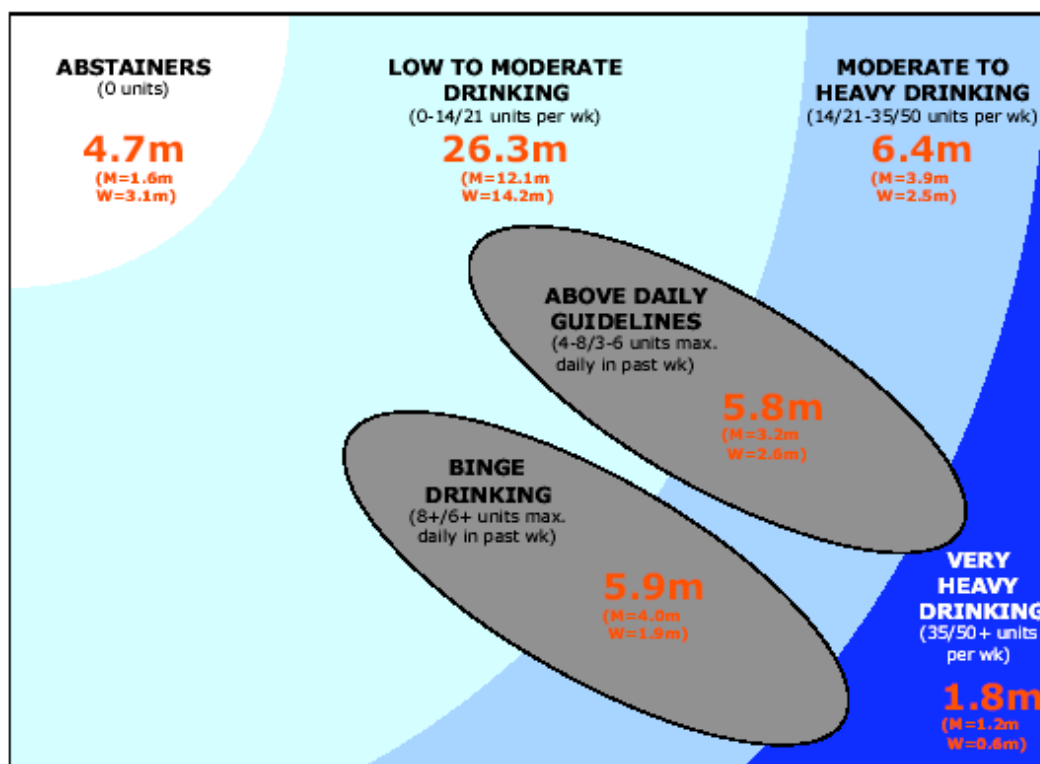 ABSTAINERS
(0 units)
4.7m
(M=1.6m
W=3.1m)
LOW TO MODERATE
DRINKING
(0-14/21 units per wk)
26.3m
(M=12.1m
W=14.2m)
MODERATE TO
HEAVY DRINKING
(14/21-35/50 units per wk)
6.4m
(M=3.9m
W=2.5m)
ABOVE DAILY
GUIDELINES
(4-8/3-6 units max.
daily in past wk)
5.8m
(M=3.2m
W=2.6m)
BINGE
DRINKING
(8+/6+ units max.
daily in past wk)
5.9m
(M=4.0m
W=1.9m)
VERY
HEAVY
DRINKING
(35/50+ units
per wk)
1.8m
(M=1.2m
W=0.6m)